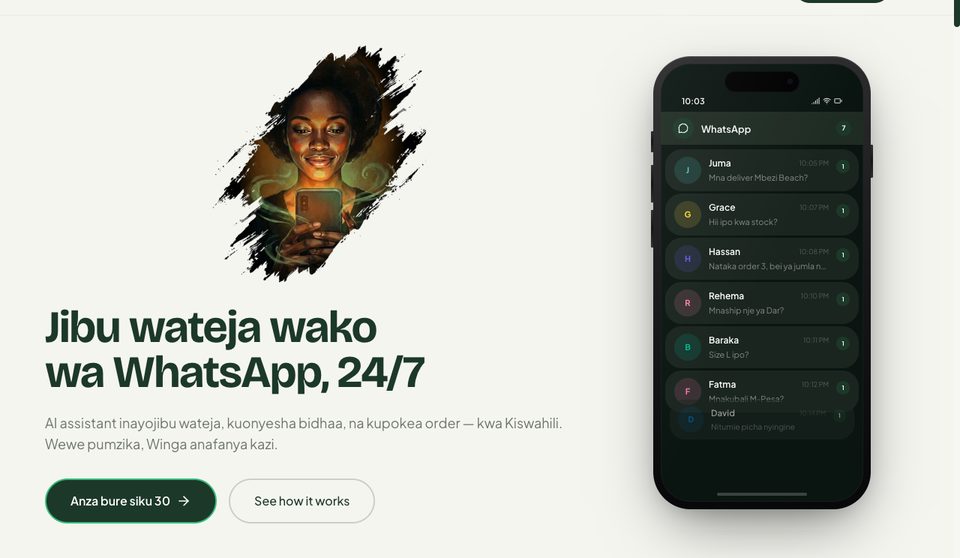 Jibu wateja wako
wa WhatsApp, 24/7
AI assistant inayojibu wateja, kuonyesha bidhaa, na kupokea order — kwa Kiswahili.
Wewe pumzika, Winga anafanya kazi.
Anza bure siku 30 →
See how it works
10:03
WhatsApp 7
J Juma 10:05 PM 1
Mna deliver Mbezi Beach?
G Grace 10:07 PM 1
Hii ipo kwa stock?
H Hassan 10:08 PM 1
Nataka order 3, bei ya jumla n...
R Rehema 10:10 PM 1
Mnaship nje ya Dar?
B Baraka 10:11 PM 1
Size L ipo?
F Fatma 10:12 PM 1
Mnakubali M-Pesa?
D David 1
Nitumie picha nyingine